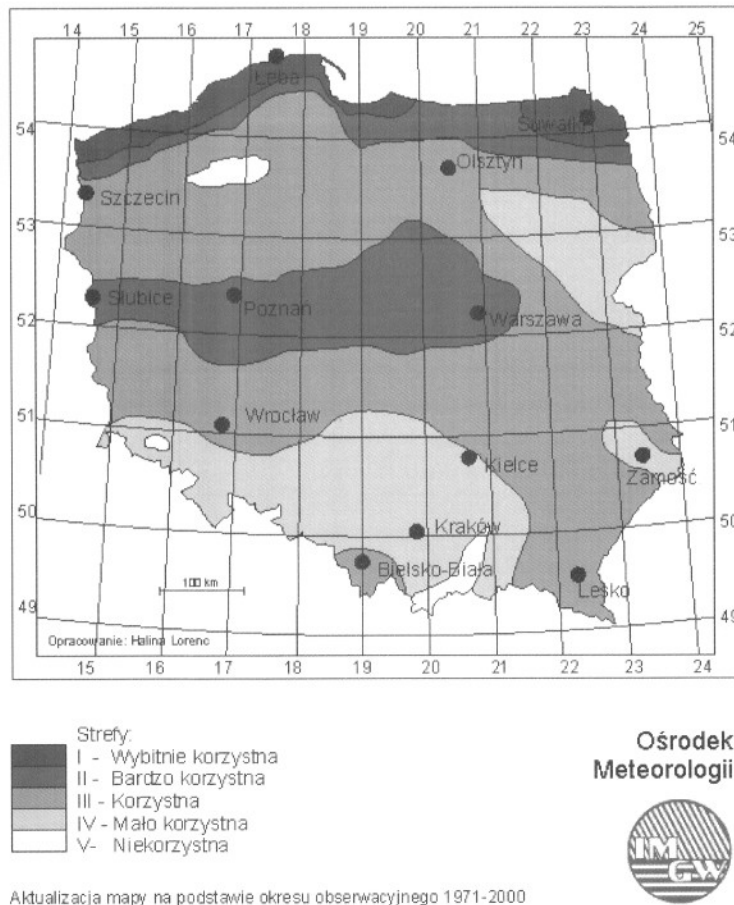 14 15 16 17 18 19 20 21 22 23 24 25
Łeba
Suwałki
54 54
Olsztyn
Szczecin
53 53
Słubice
Poznań
Warszawa
52 52
Wrocław
51 51
Kielce
Zamość
50 50
Kraków
Bielsko-Biała
Lesko
100 km
49 49
Opracowanie: Halina Lorenc
15 16 17 18 19 20 21 22 23 24
Strefy:
I - Wybitnie korzystna
II - Bardzo korzystna
III - Korzystna
IV - Mało korzystna
V- Niekorzystna
Ośrodek
Meteorologii
IM
GW
Aktualizacja mapy na podstawie okresu obserwacyjnego 1971-2000